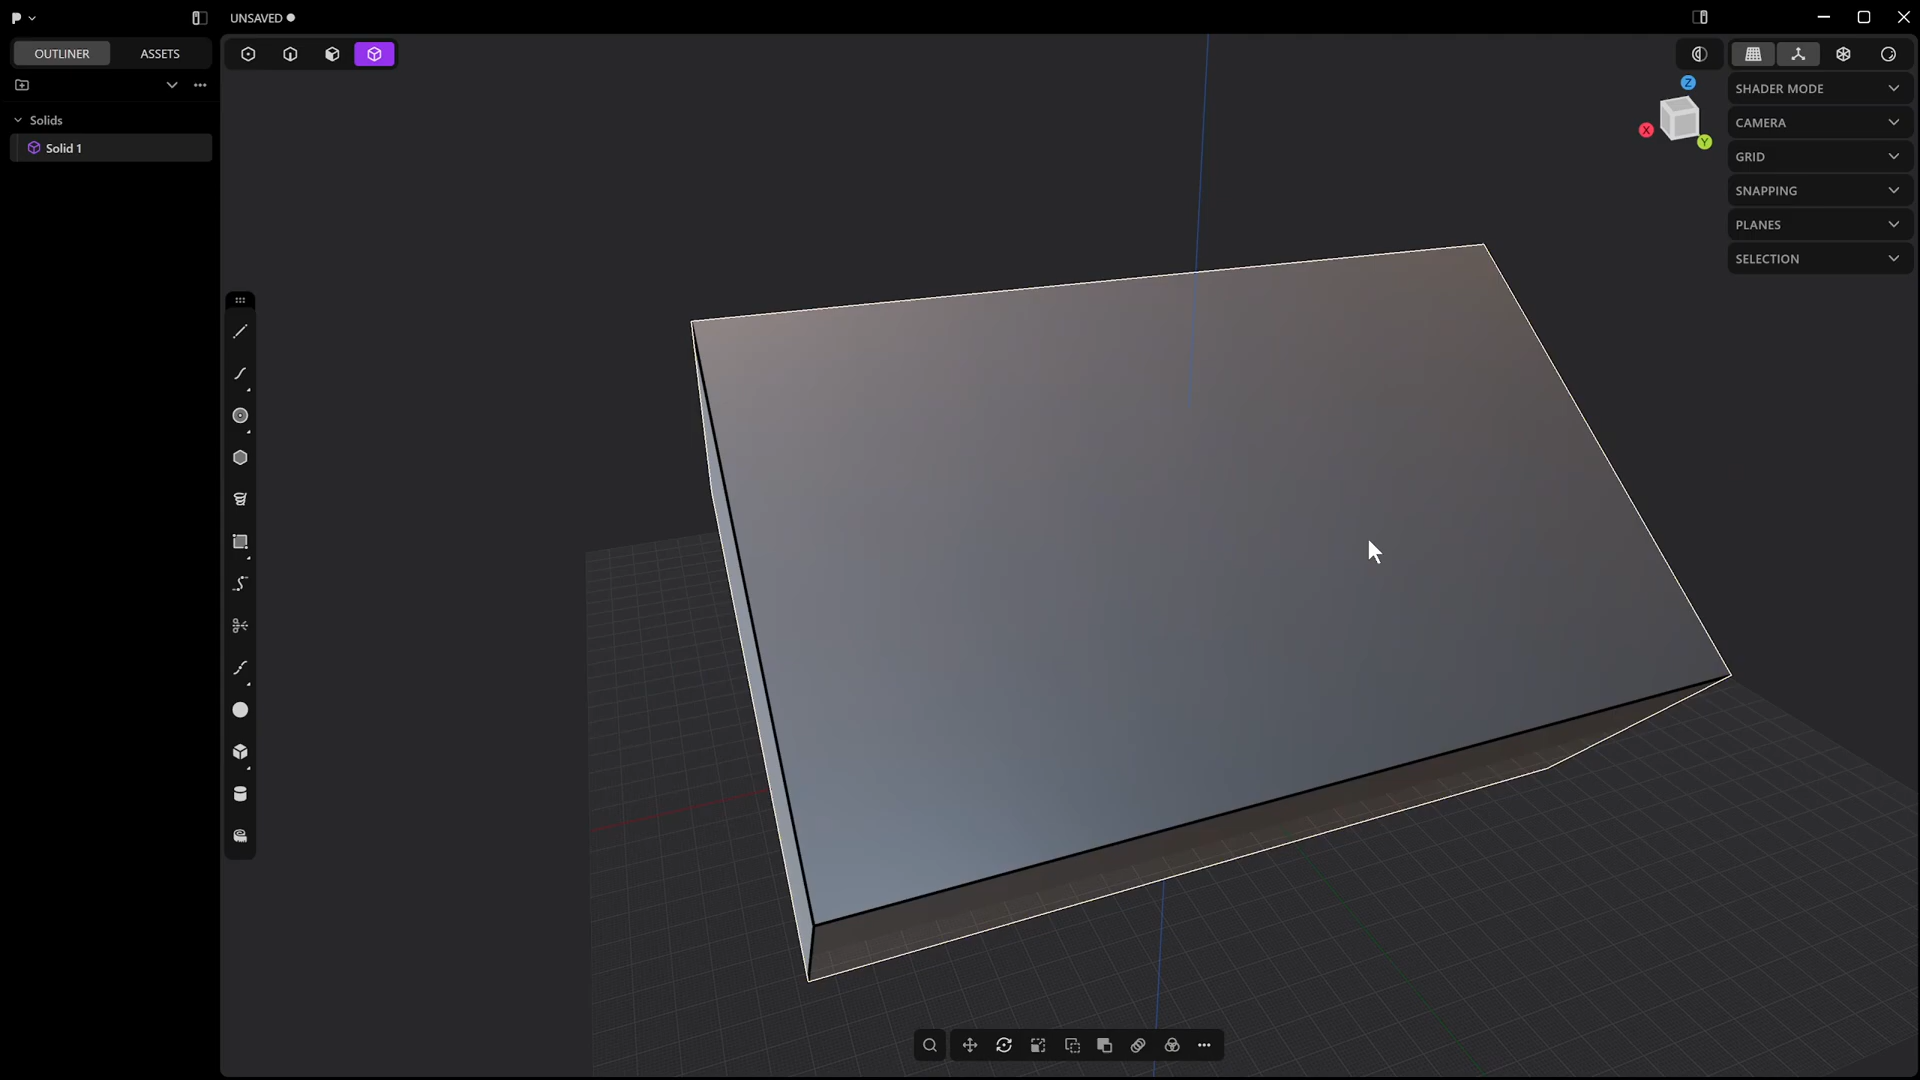 UNSAVED
OUTLINER
ASSETS
Solids
Solid 1
Z
X
Y
SHADER MODE
CAMERA
GRID
SNAPPING
PLANES
SELECTION